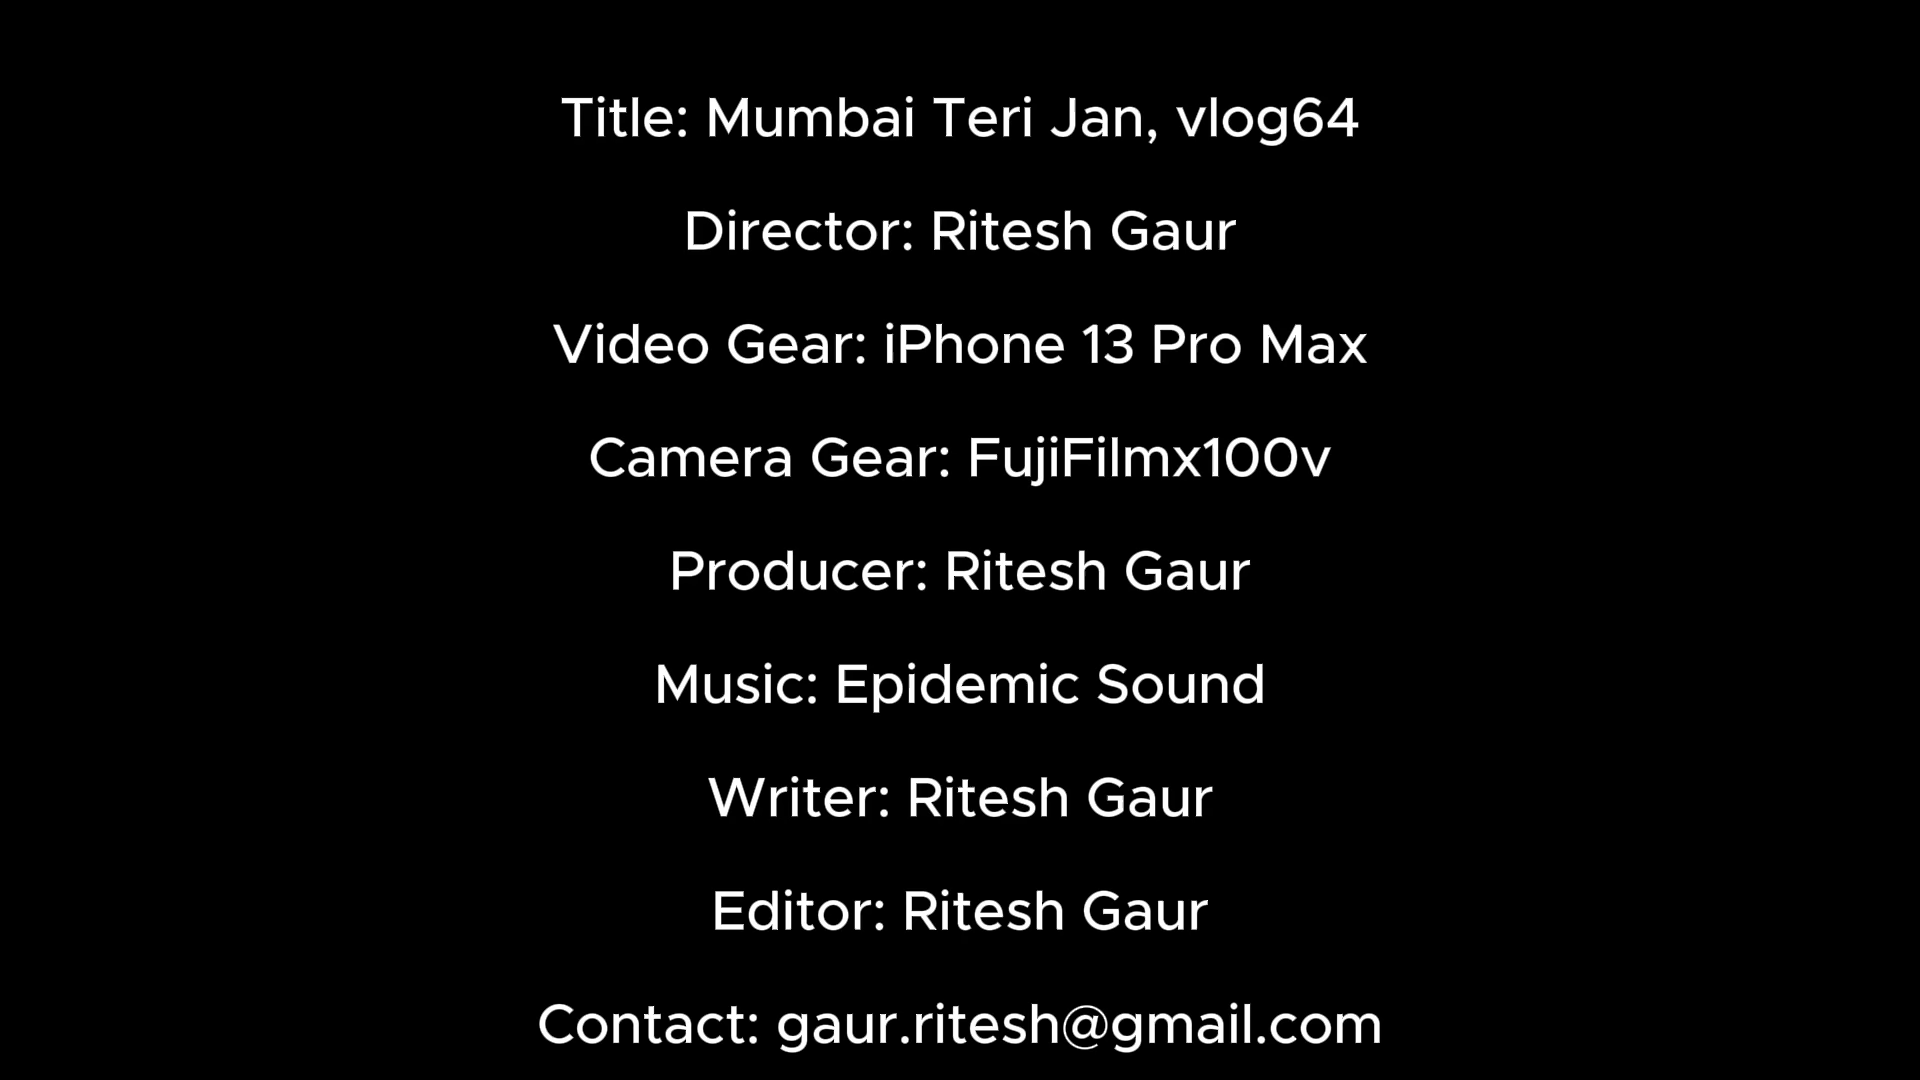 Title: Mumbai Teri Jan, vlog64
Director: Ritesh Gaur
Video Gear: iPhone 13 Pro Max
Camera Gear: FujiFilmx100v
Producer: Ritesh Gaur
Music: Epidemic Sound
Writer: Ritesh Gaur
Editor: Ritesh Gaur
Contact: gaur.ritesh@gmail.com